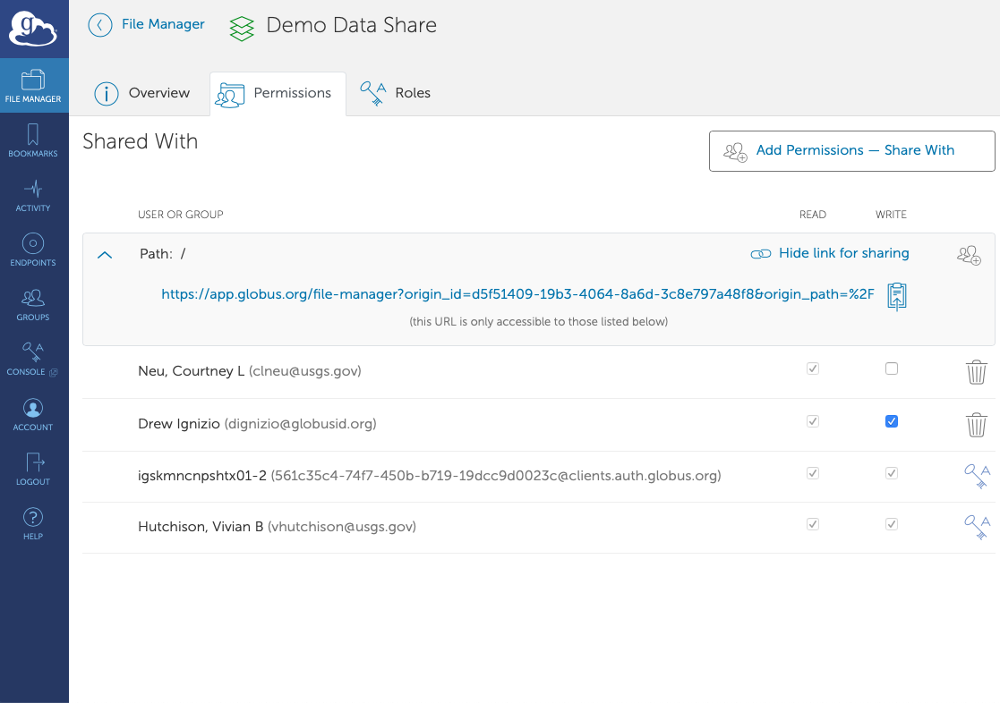 g
File Manager
Demo Data Share
Overview
Permissions
Roles
FILE MANAGER
BOOKMARKS
ACTIVITY
ENDPOINTS
GROUPS
CONSOLE
ACCOUNT
LOGOUT
? HELP
Shared With
Add Permissions — Share With
USER OR GROUP READ WRITE
Path: / Hide link for sharing
https://app.globus.org/file-manager?origin_id=d5f51409-19b3-4064-8a6d-3c8e797a48f8&origin_path=%2F
(this URL is only accessible to those listed below)
Neu, Courtney L (clneu@usgs.gov)
Drew Ignizio (dignizio@globusid.org)
igskmncnpshtx01-2 (561c35c4-74f7-450b-b719-19dcc9d0023c@clients.auth.globus.org)
Hutchison, Vivian B (vhutchison@usgs.gov)